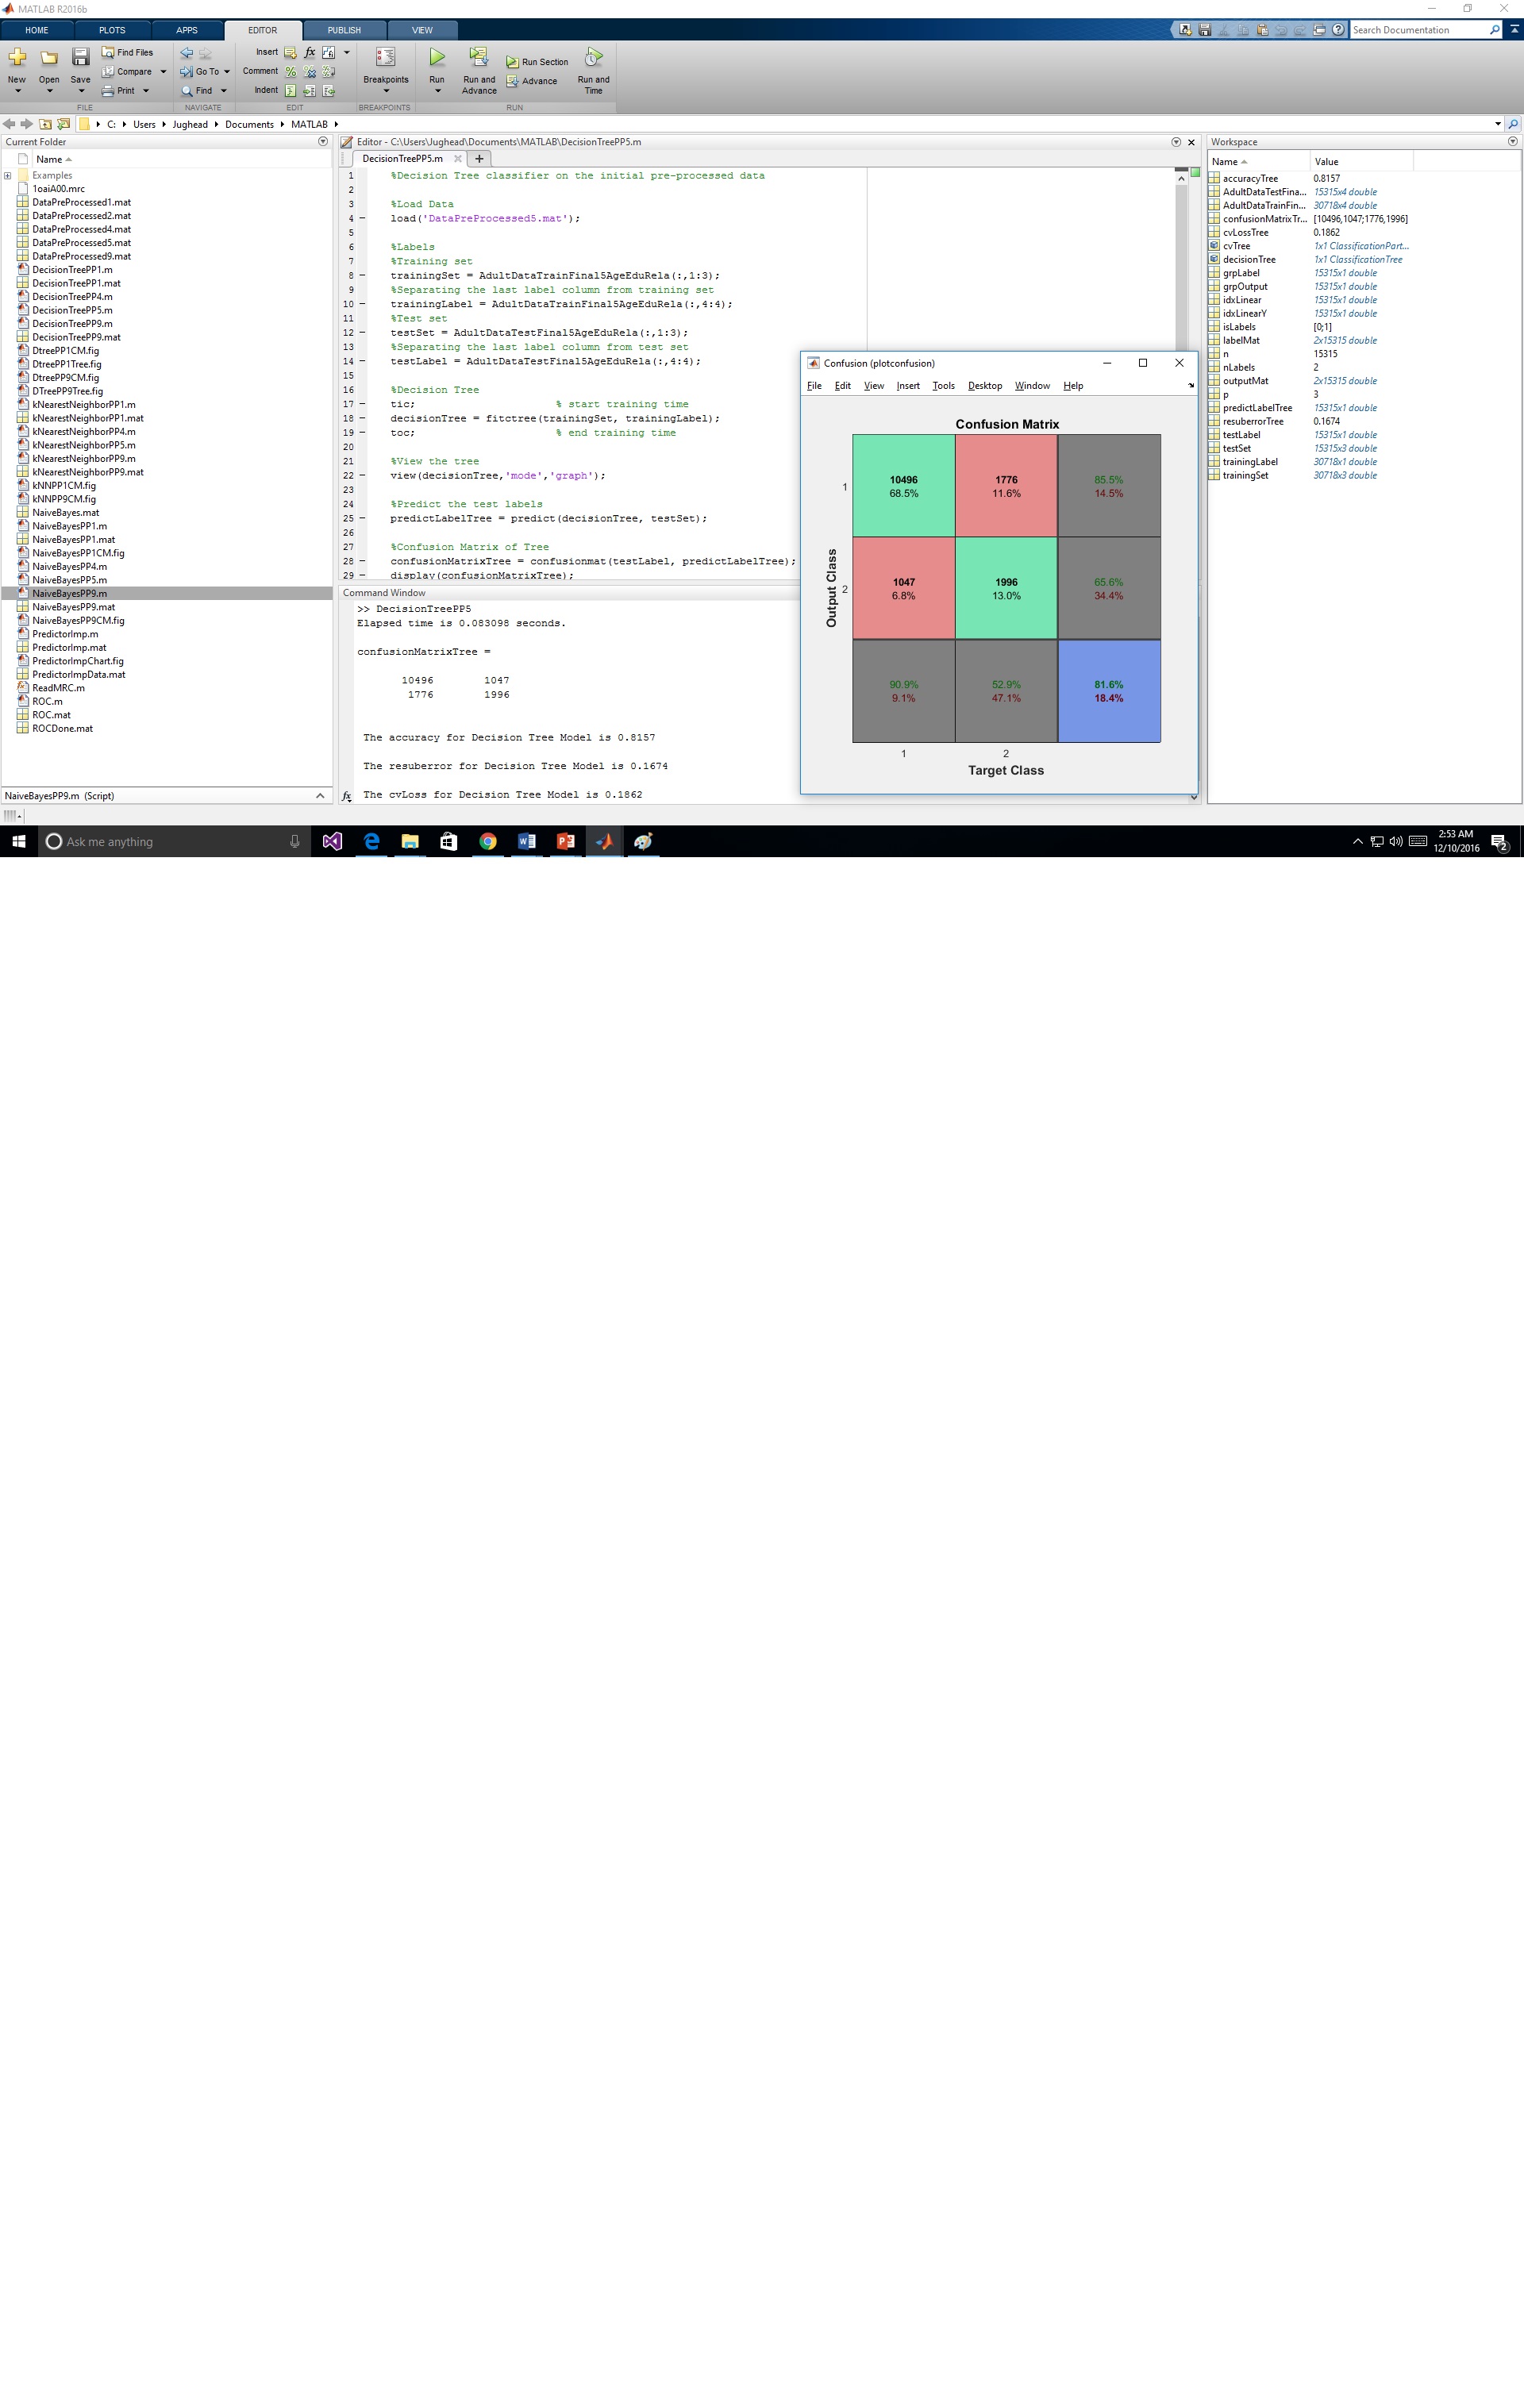 MATLAB R2016b
HOME PLOTS APPS EDITOR PUBLISH VIEW
Search Documentation
New Open Save Find Files Compare Print
Go To Find
Insert fx
Comment
Indent
Breakpoints
Run Run and Advance Run Section Advance Run and Time
FILE NAVIGATE EDIT BREAKPOINTS RUN
C: Users Jughead Documents MATLAB
Current Folder
Name
Examples
1oaiA00.mrc
DataPreProcessed1.mat
DataPreProcessed2.mat
DataPreProcessed4.mat
DataPreProcessed5.mat
DataPreProcessed9.mat
DecisionTreePP1.m
DecisionTreePP1.mat
DecisionTreePP4.m
DecisionTreePP5.m
DecisionTreePP9.m
DecisionTreePP9.mat
DtreePP1CM.fig
DtreePP1Tree.fig
DtreePP9CM.fig
DTreePP9Tree.fig
kNearestNeighborPP1.m
kNearestNeighborPP1.mat
kNearestNeighborPP4.m
kNearestNeighborPP5.m
kNearestNeighborPP9.m
kNearestNeighborPP9.mat
kNNPP1CM.fig
kNNPP9CM.fig
NaiveBayes.mat
NaiveBayesPP1.m
NaiveBayesPP1.mat
NaiveBayesPP1CM.fig
NaiveBayesPP4.m
NaiveBayesPP5.m
NaiveBayesPP9.m
NaiveBayesPP9.mat
NaiveBayesPP9CM.fig
PredictorImp.m
PredictorImp.mat
PredictorImpChart.fig
PredictorImpData.mat
ReadMRC.m
ROC.m
ROC.mat
ROCDone.mat
NaiveBayesPP9.m (Script)
Editor - C:\Users\Jughead\Documents\MATLAB\DecisionTreePP5.m
DecisionTreePP5.m
1 %Decision Tree classifier on the initial pre-processed data
2
3 %Load Data
4 – load('DataPreProcessed5.mat');
5
6 %Labels
7 %Training set
8 – trainingSet = AdultDataTrainFinal5AgeEduRela(:,1:3);
9 %Separating the last label column from training set
10 – trainingLabel = AdultDataTrainFinal5AgeEduRela(:,4:4);
11 %Test set
12 – testSet = AdultDataTestFinal5AgeEduRela(:,1:3);
13 %Separating the last label column from test set
14 – testLabel = AdultDataTestFinal5AgeEduRela(:,4:4);
15
16 %Decision Tree
17 – tic; % start training time
18 – decisionTree = fitctree(trainingSet, trainingLabel);
19 – toc; % end training time
20
21 %View the tree
22 – view(decisionTree,'mode','graph');
23
24 %Predict the test labels
25 – predictLabelTree = predict(decisionTree, testSet);
26
27 %Confusion Matrix of Tree
28 – confusionMatrixTree = confusionmat(testLabel, predictLabelTree);
29 – display(confusionMatrixTree);
Command Window
>> DecisionTreePP5
Elapsed time is 0.083098 seconds.
confusionMatrixTree =
10496 1047
1776 1996
The accuracy for Decision Tree Model is 0.8157
The resuberror for Decision Tree Model is 0.1674
fx The cvLoss for Decision Tree Model is 0.1862
Confusion (plotconfusion)
File Edit View Insert Tools Desktop Window Help
Confusion Matrix
Output Class
1
10496 1776 85.5%
68.5% 11.6% 14.5%
2
1047 1996 65.6%
6.8% 13.0% 34.4%
90.9% 52.9% 81.6%
9.1% 47.1% 18.4%
1 2
Target Class
Workspace
Name Value
accuracyTree 0.8157
AdultDataTestFina... 15315x4 double
AdultDataTrainFin... 30718x4 double
confusionMatrixTr... [10496,1047;1776,1996]
cvLossTree 0.1862
cvTree 1x1 ClassificationPart...
decisionTree 1x1 ClassificationTree
grpLabel 15315x1 double
grpOutput 15315x1 double
idxLinear 15315x1 double
idxLinearY 15315x1 double
isLabels [0;1]
labelMat 2x15315 double
n 15315
nLabels 2
outputMat 2x15315 double
p 3
predictLabelTree 15315x1 double
resuberrorTree 0.1674
testLabel 15315x1 double
testSet 15315x3 double
trainingLabel 30718x1 double
trainingSet 30718x3 double
Ask me anything
2:53 AM
12/10/2016
2